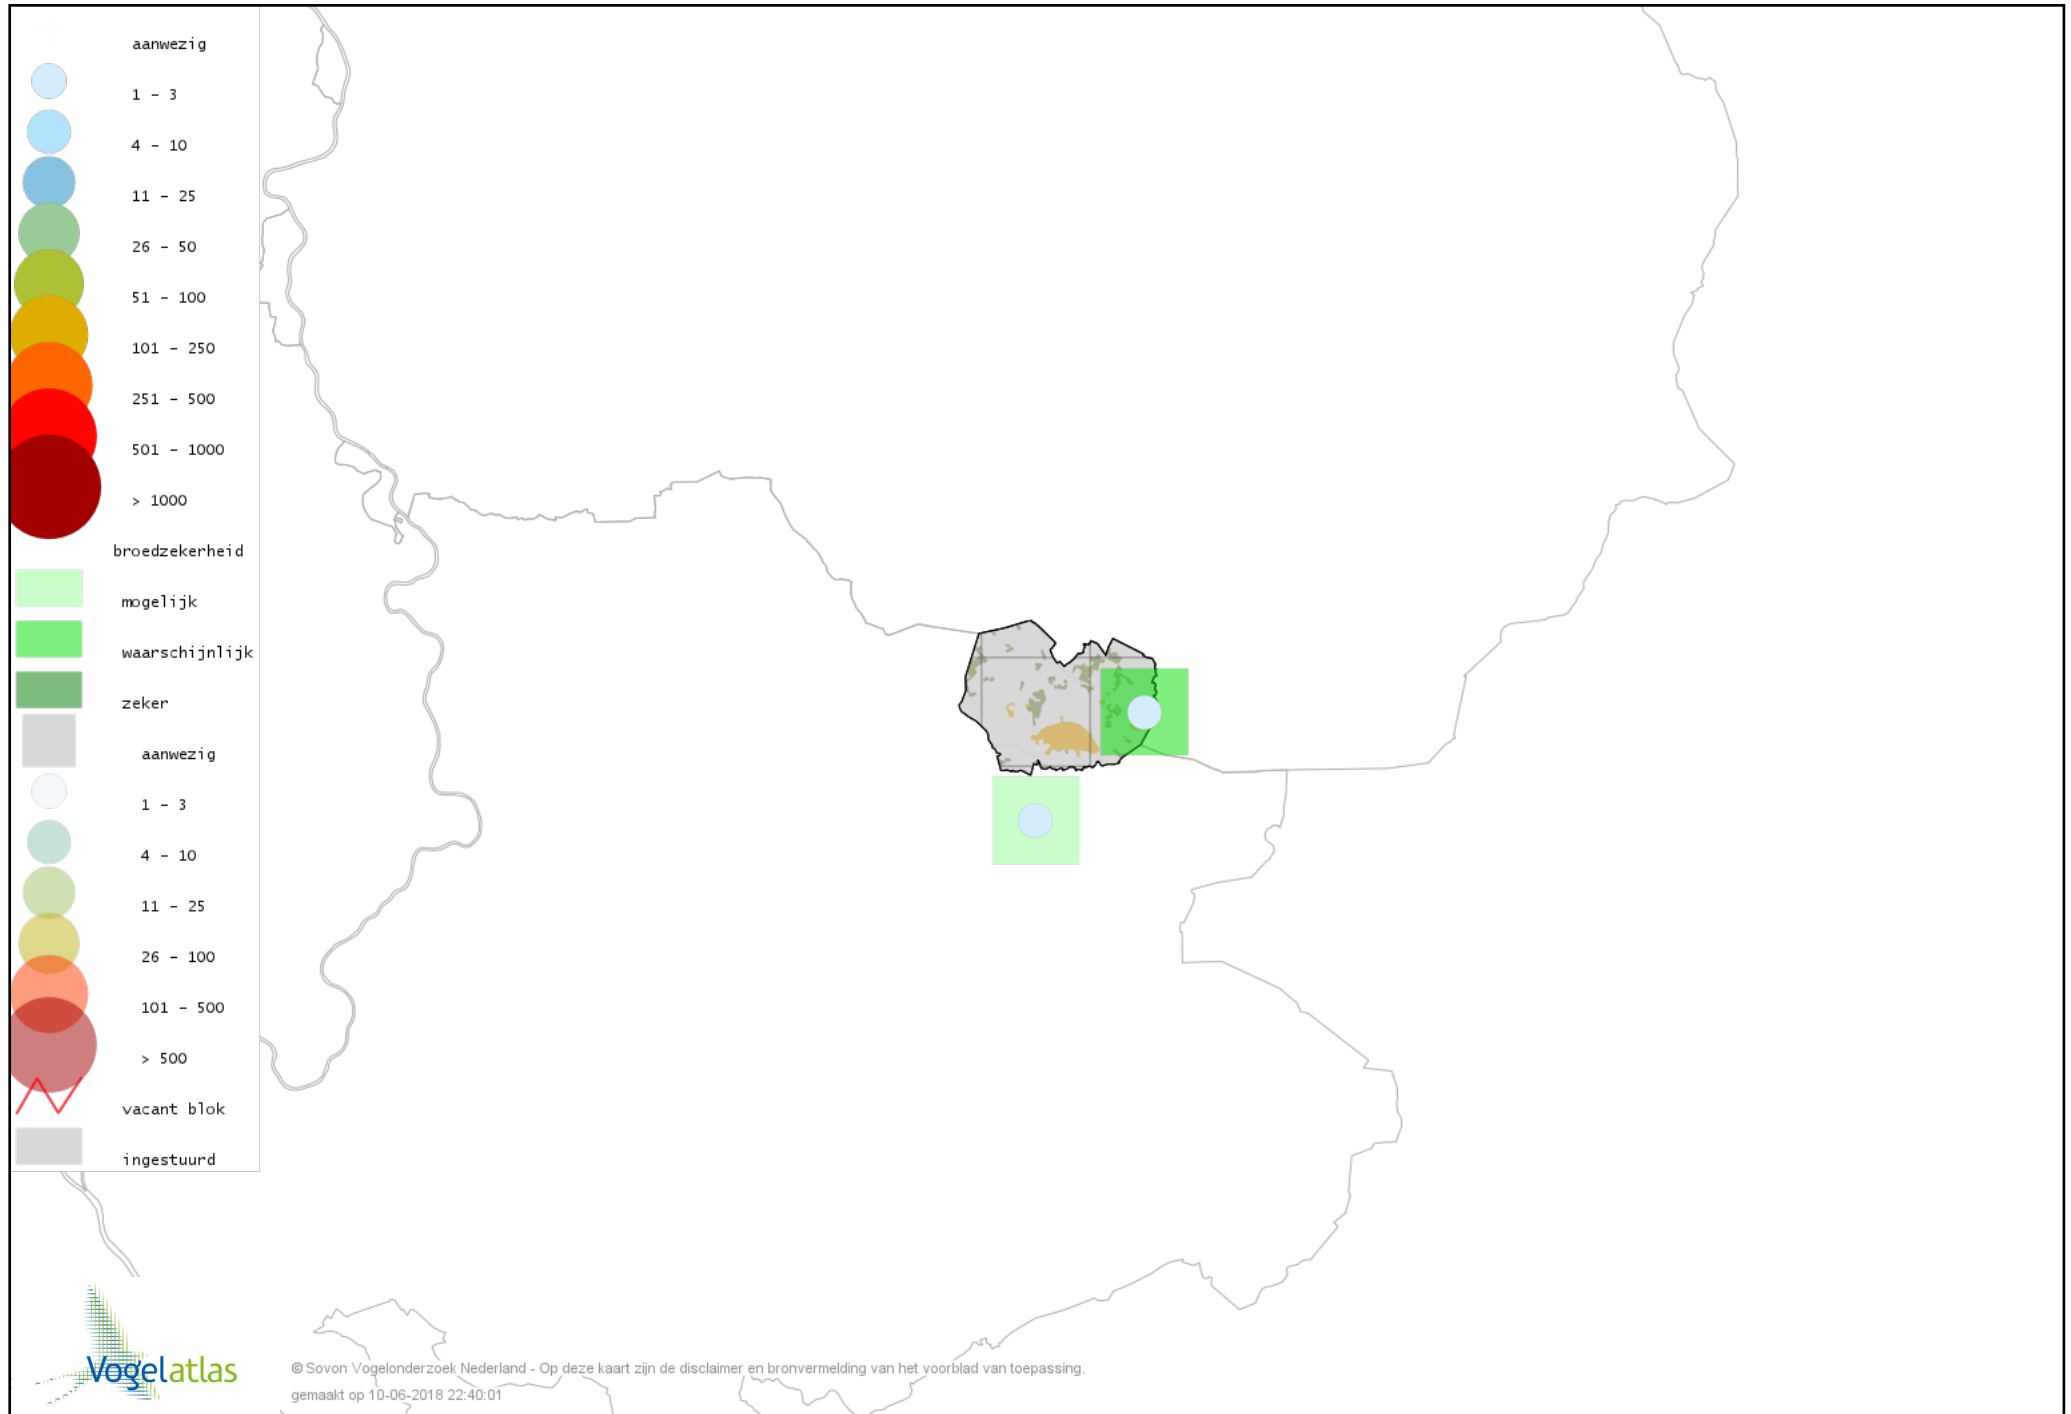 aanwezig
1 - 3
4 - 10
11 - 25
26 - 50
51 - 100
101 - 250
251 - 500
501 - 1000
> 1000
broedzekerheid
mogelijk
waarschijnlijk
zeker
aanwezig
1 - 3
4 - 10
11 - 25
26 - 100
101 - 500
> 500
vacant blok
ingestuurd
Vogelatlas
© Sovon Vogelonderzoek Nederland - Op deze kaart zijn de disclaimer en bronvermelding van het voorblad van toepassing.
gemaakt op 10-06-2018 22:40:01